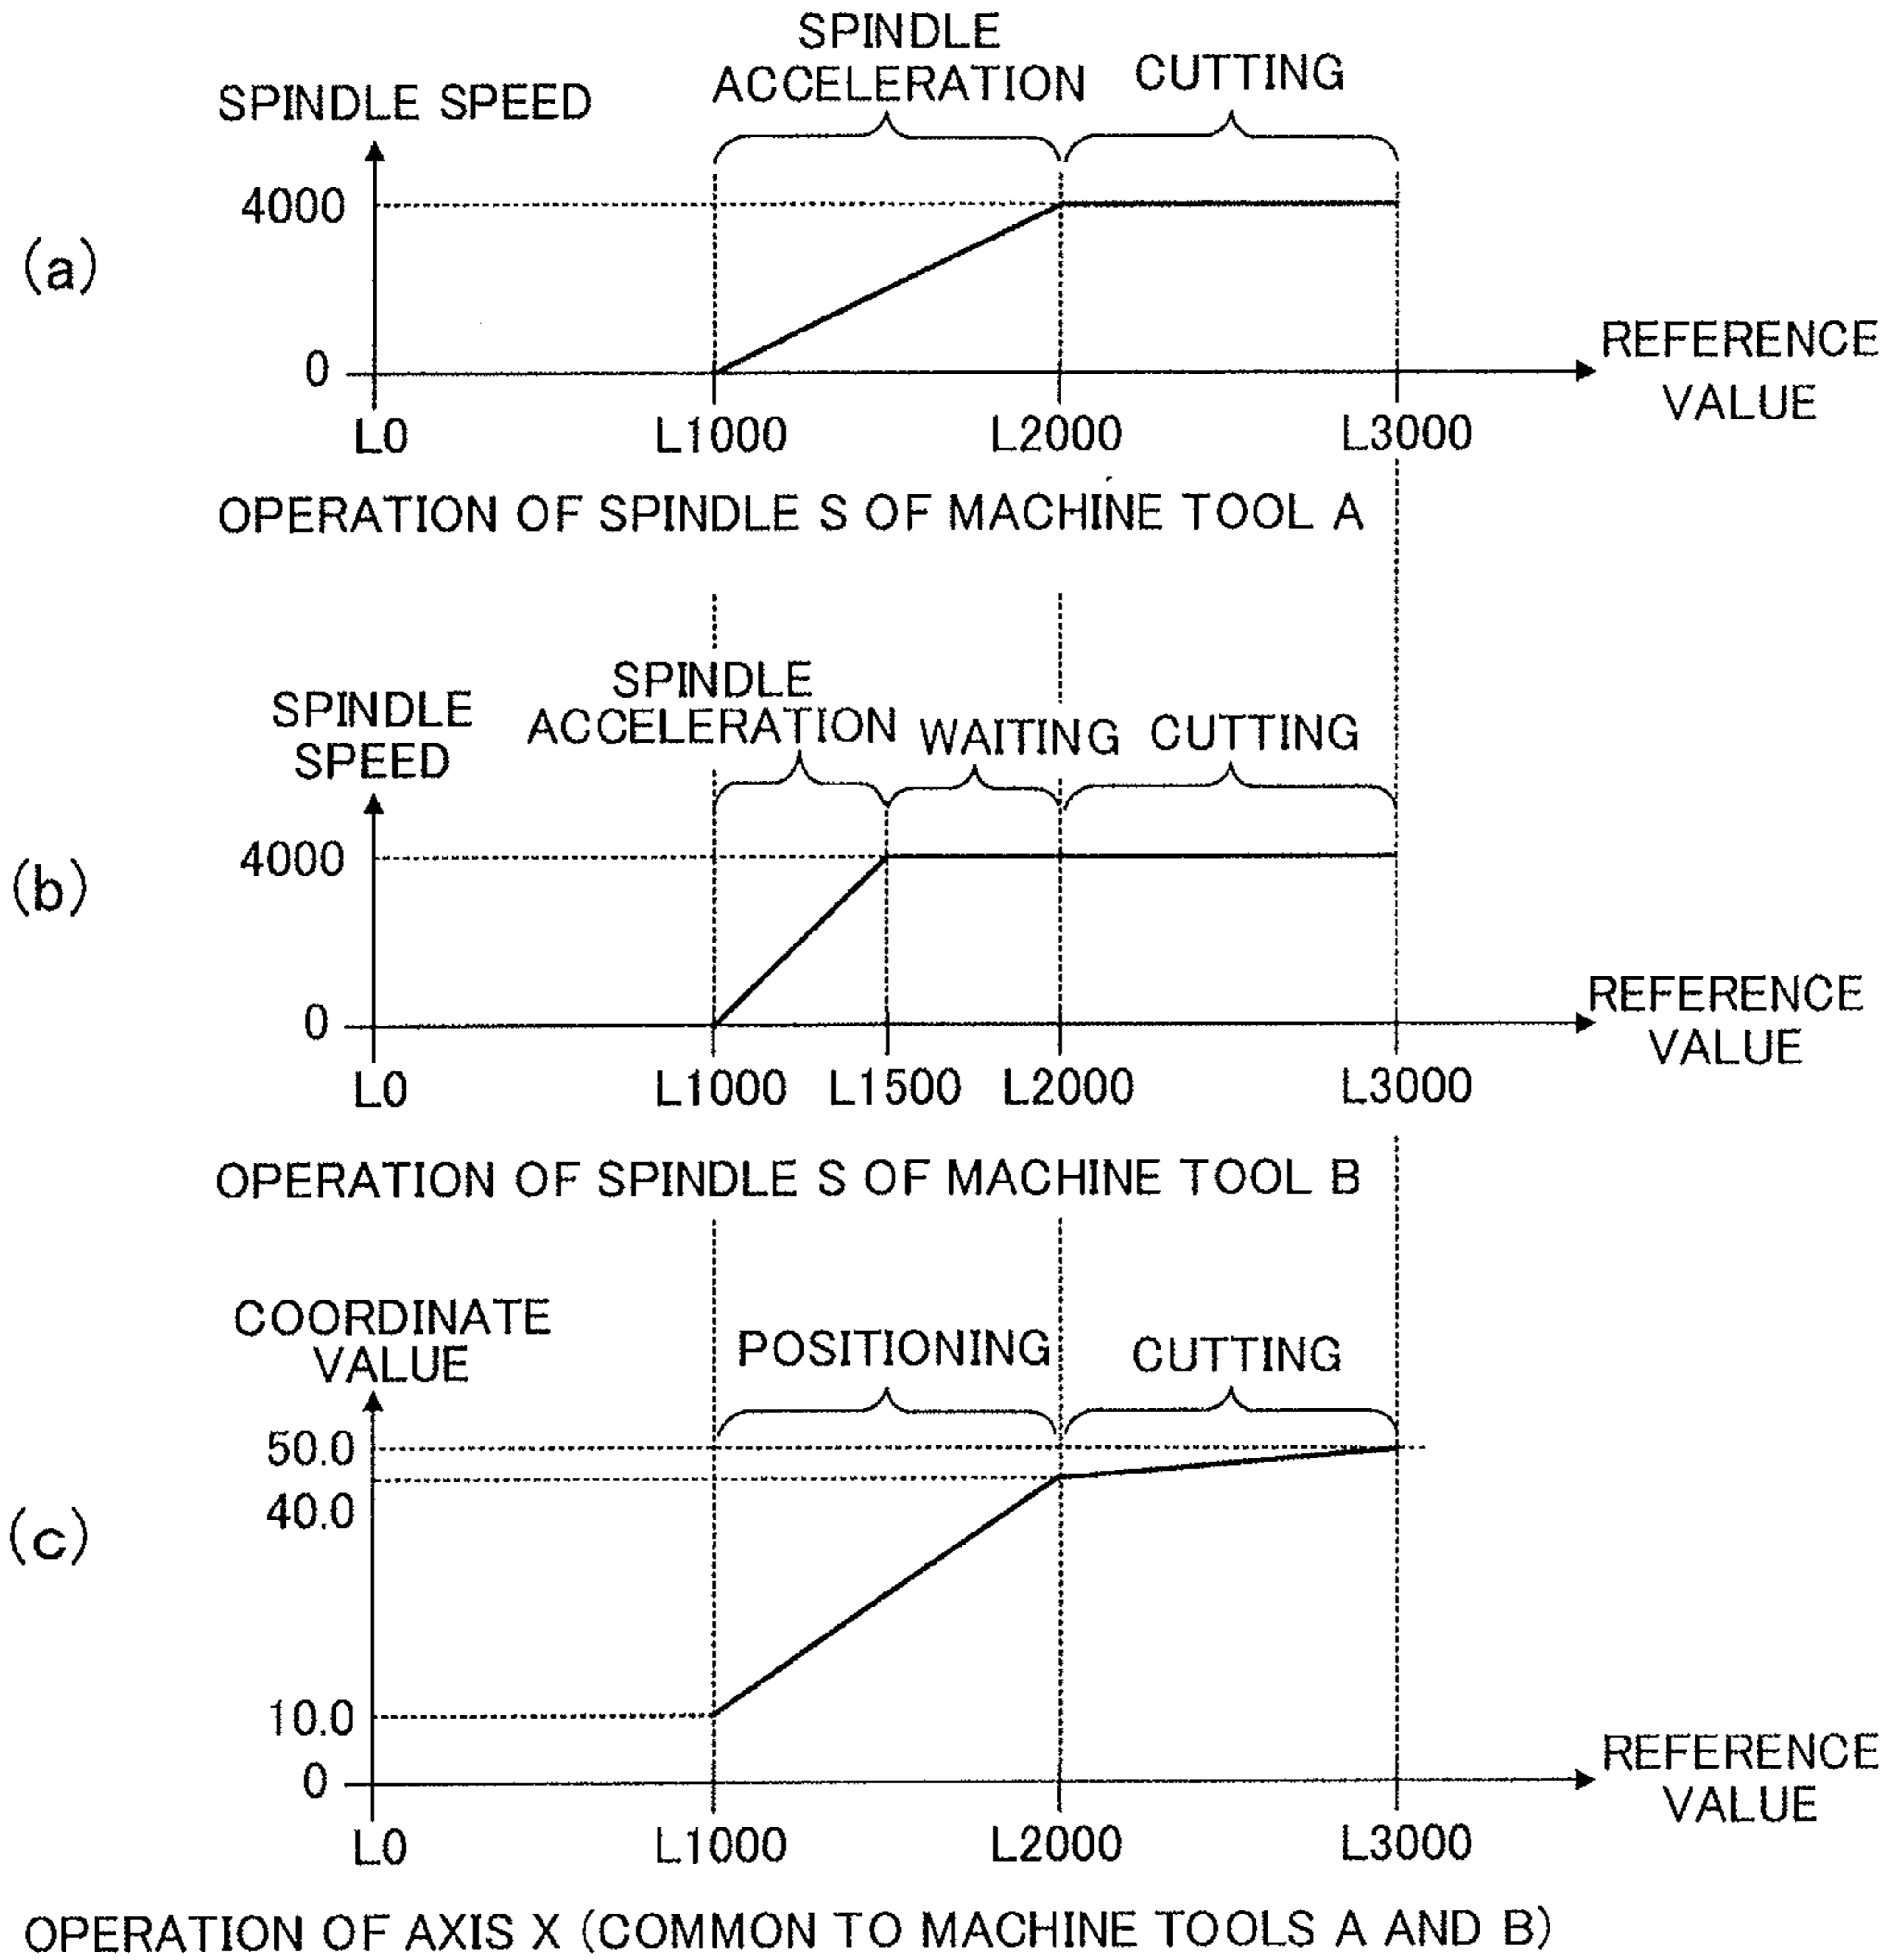 SPINDLE
ACCELERATION
CUTTING
SPINDLE SPEED
4000
(a)
0
REFERENCE
VALUE
L0
L1000
L2000
L3000
OPERATION OF SPINDLE S OF MACHINE TOOL A
SPINDLE
ACCELERATION
WAITING
CUTTING
SPINDLE
SPEED
4000
(b)
0
REFERENCE
VALUE
L0
L1000
L1500
L2000
L3000
OPERATION OF SPINDLE S OF MACHINE TOOL B
COORDINATE
VALUE
POSITIONING
CUTTING
50.0
40.0
(c)
10.0
0
REFERENCE
VALUE
L0
L1000
L2000
L3000
OPERATION OF AXIS X (COMMON TO MACHINE TOOLS A AND B)